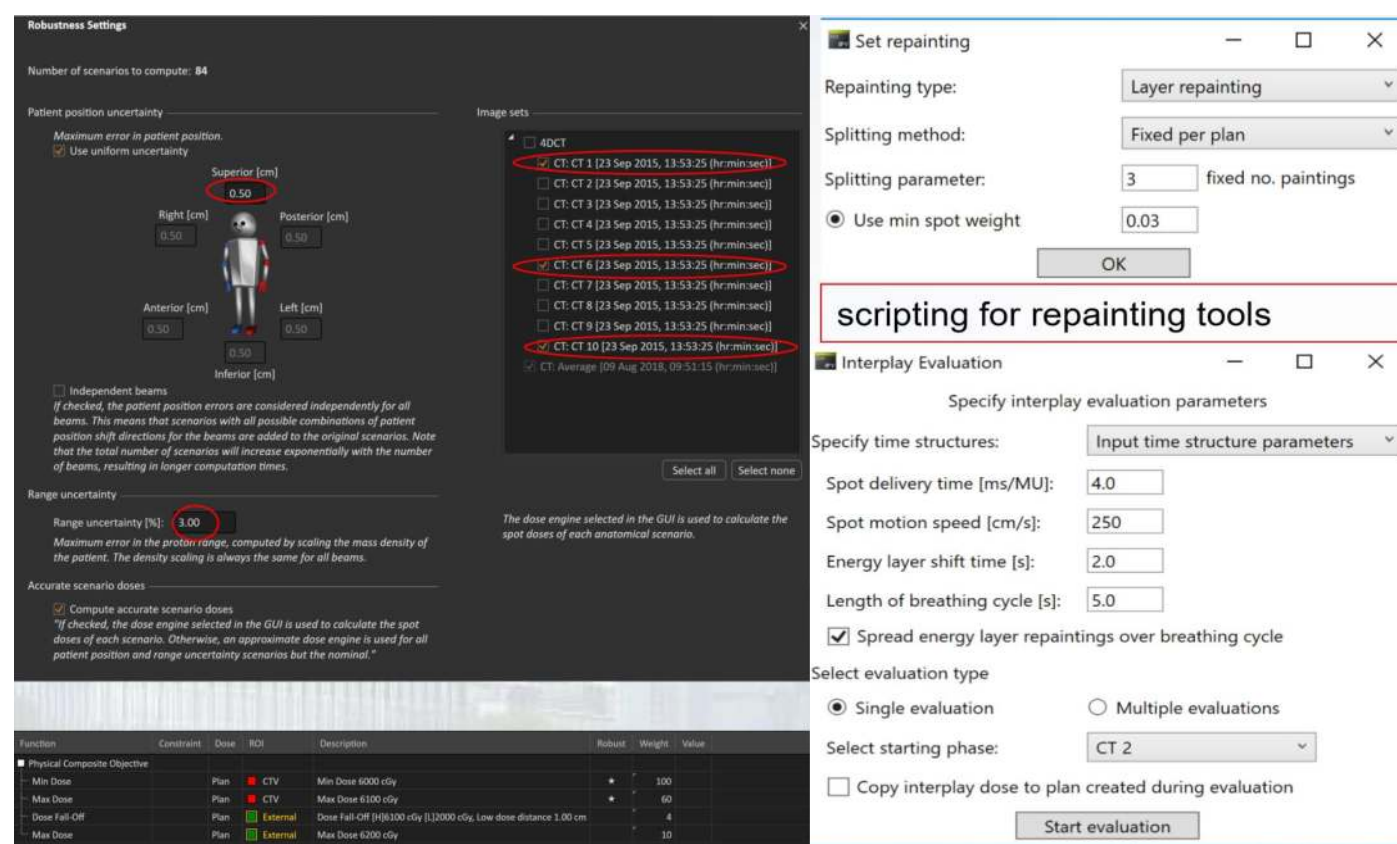 Robustness Settings
Number of scenarios to compute: 84
Patient position uncertainty
Maximum error in patient position.
Use uniform uncertainty
Superior [cm]
0.50
Right [cm]
Posterior [cm]
0.50
0.50
Anterior [cm]
Left [cm]
0.50
0.50
0.50
Inferior [cm]
Independent beams
If checked, the patient position errors are considered independently for all
beams. This means that scenarios with all possible combinations of patient
position shift directions for the beams are added to the original scenarios. Note
that the total number of scenarios will increase exponentially with the number
of beams, resulting in longer computation times.
Range uncertainty
Range uncertainty [%]: 3.00
Maximum error in the proton range, computed by scaling the mass density of
the patient. The density scaling is always the same for all beams.
Accurate scenario doses
Compute accurate scenario doses
"If checked, the dose engine selected in the GUI is used to calculate the spot
doses of each scenario. Otherwise, an approximate dose engine is used for all
patient position and range uncertainty scenarios but the nominal."
Image sets
4DCT
CT: CT 1 [23 Sep 2015, 13:53:25 (hr:min:sec)]
CT: CT 2 [23 Sep 2015, 13:53:25 (hr:min:sec)]
CT: CT 3 [23 Sep 2015, 13:53:25 (hr:min:sec)]
CT: CT 4 [23 Sep 2015, 13:53:25 (hr:min:sec)]
CT: CT 5 [23 Sep 2015, 13:53:25 (hr:min:sec)]
CT: CT 6 [23 Sep 2015, 13:53:25 (hr:min:sec)]
CT: CT 7 [23 Sep 2015, 13:53:25 (hr:min:sec)]
CT: CT 8 [23 Sep 2015, 13:53:25 (hr:min:sec)]
CT: CT 9 [23 Sep 2015, 13:53:25 (hr:min:sec)]
CT: CT 10 [23 Sep 2015, 13:53:25 (hr:min:sec)]
CT: Average [09 Aug 2018, 09:51:15 (hr:min:sec)]
Select all
Select none
The dose engine selected in the GUI is used to calculate the
spot doses of each anatomical scenario.
Function Constraint Dose ROI Description Robust Weight Value
Physical Composite Objective
Min Dose Plan CTV Min Dose 6000 cGy ★ 100
Max Dose Plan CTV Max Dose 6100 cGy ★ 60
Dose Fall-Off Plan External Dose Fall-Off [H]6100 cGy [L]2000 cGy, Low dose distance 1.00 cm 4
Max Dose Plan External Max Dose 6200 cGy 10
Set repainting
Repainting type: Layer repainting
Splitting method: Fixed per plan
Splitting parameter: 3 fixed no. paintings
Use min spot weight 0.03
OK
scripting for repainting tools
Interplay Evaluation
Specify interplay evaluation parameters
Specify time structures: Input time structure parameters
Spot delivery time [ms/MU]: 4.0
Spot motion speed [cm/s]: 250
Energy layer shift time [s]: 2.0
Length of breathing cycle [s]: 5.0
Spread energy layer repaintings over breathing cycle
Select evaluation type
Single evaluation Multiple evaluations
Select starting phase: CT 2
Copy interplay dose to plan created during evaluation
Start evaluation